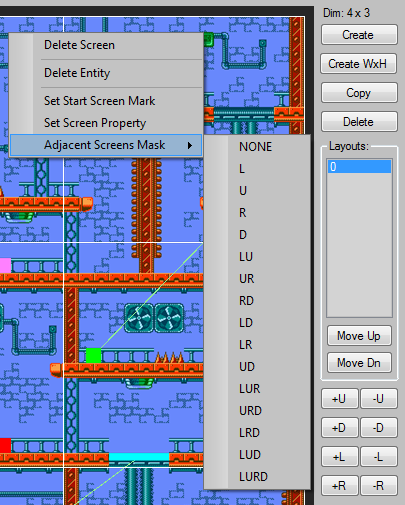 Dim: 4 x 3
Create
Create WxH
Copy
Delete
Layouts:
0
Move Up
Move Dn
+U -U
+D -D
+L -L
+R -R
Delete Screen
Delete Entity
Set Start Screen Mark
Set Screen Property
Adjacent Screens Mask
NONE
L
U
R
D
LU
UR
RD
LD
LR
UD
LUR
URD
LRD
LUD
LURD